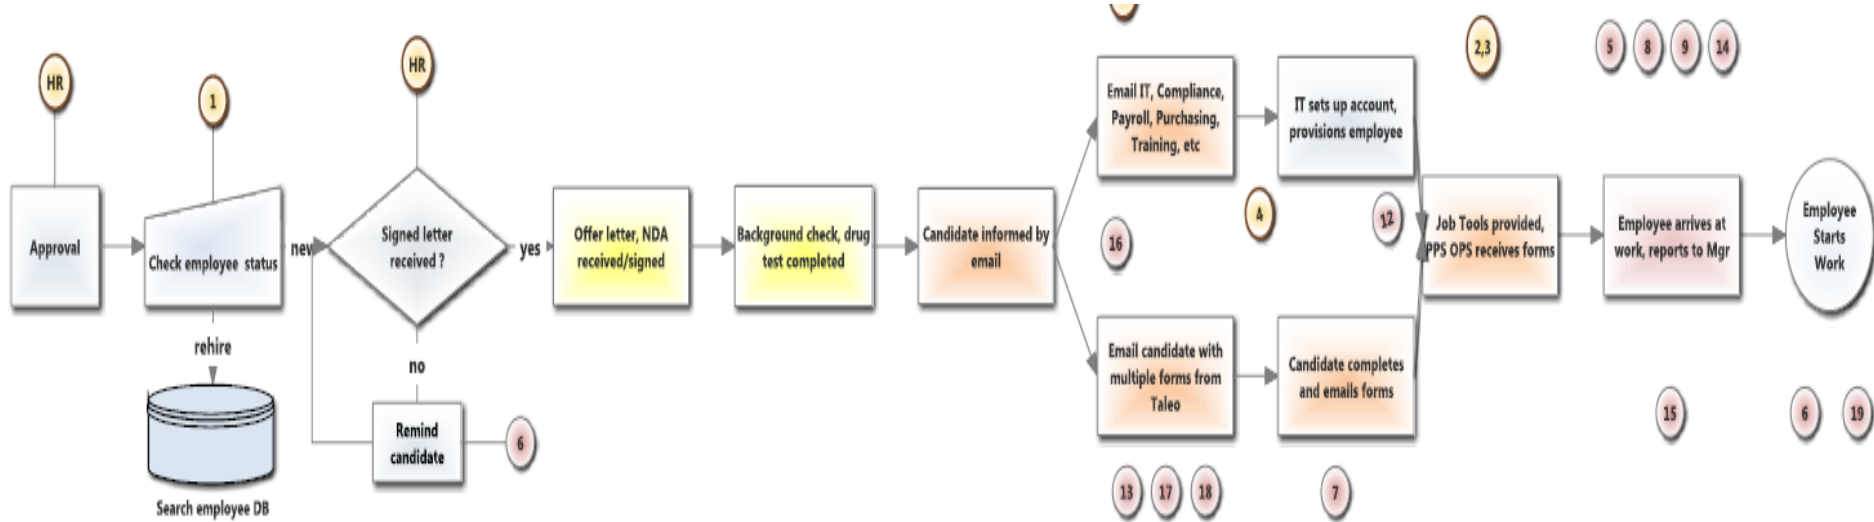 HR
Approval
1
Check employee status
rehire
Search employee DB
new
HR
Signed letter
received ?
no
Remind
candidate
6
yes
Offer letter, NDA
received/signed
Background check, drug
test completed
Candidate informed by
email
Email IT, Compliance,
Payroll, Purchasing,
Training, etc
IT sets up account,
provisions employee
16
4
12
Email candidate with
multiple forms from
Taleo
Candidate completes
and emails forms
13
17
18
7
2,3
Job Tools provided,
PPS OPS receives forms
5
8
9
14
Employee arrives at
work, reports to Mgr
15
Employee
Starts
Work
6
19